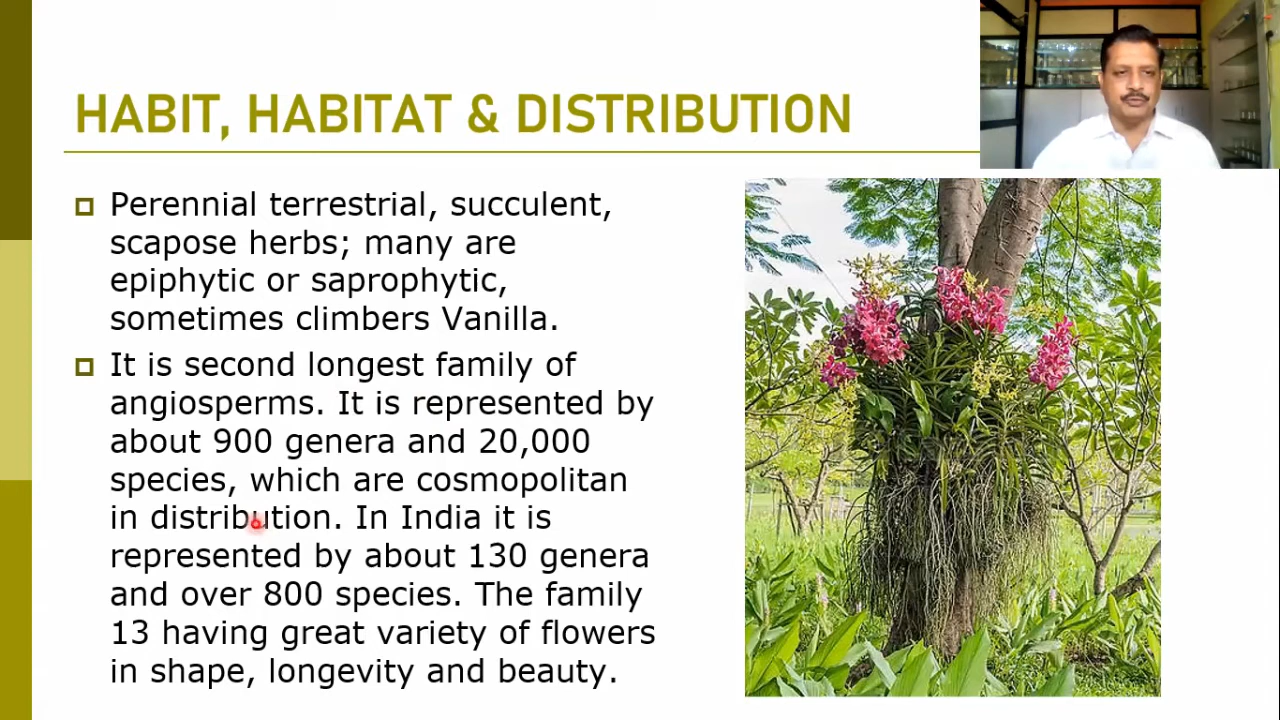 HABIT, HABITAT & DISTRIBUTION
Perennial terrestrial, succulent,
scapose herbs; many are
epiphytic or saprophytic,
sometimes climbers Vanilla.
It is second longest family of
angiosperms. It is represented by
about 900 genera and 20,000
species, which are cosmopolitan
in distribution. In India it is
represented by about 130 genera
and over 800 species. The family
13 having great variety of flowers
in shape, longevity and beauty.